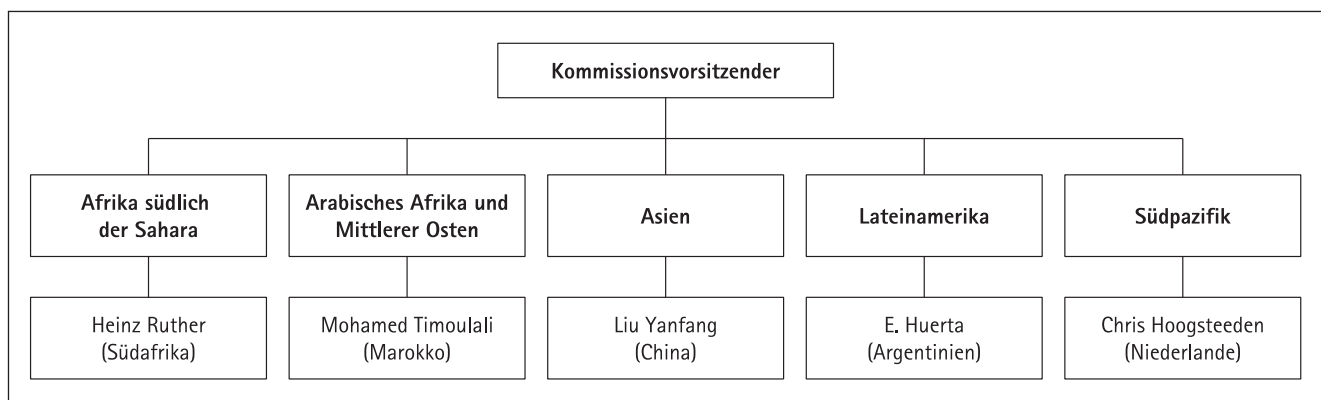 Kommissionsvorsitzender
Afrika südlich
der Sahara
Arabisches Afrika und
Mittlerer Osten
Asien
Lateinamerika
Südpazifik
Heinz Ruther
(Südafrika)
Mohamed Timoulali
(Marokko)
Liu Yanfang
(China)
E. Huerta
(Argentinien)
Chris Hoogsteeden
(Niederlande)